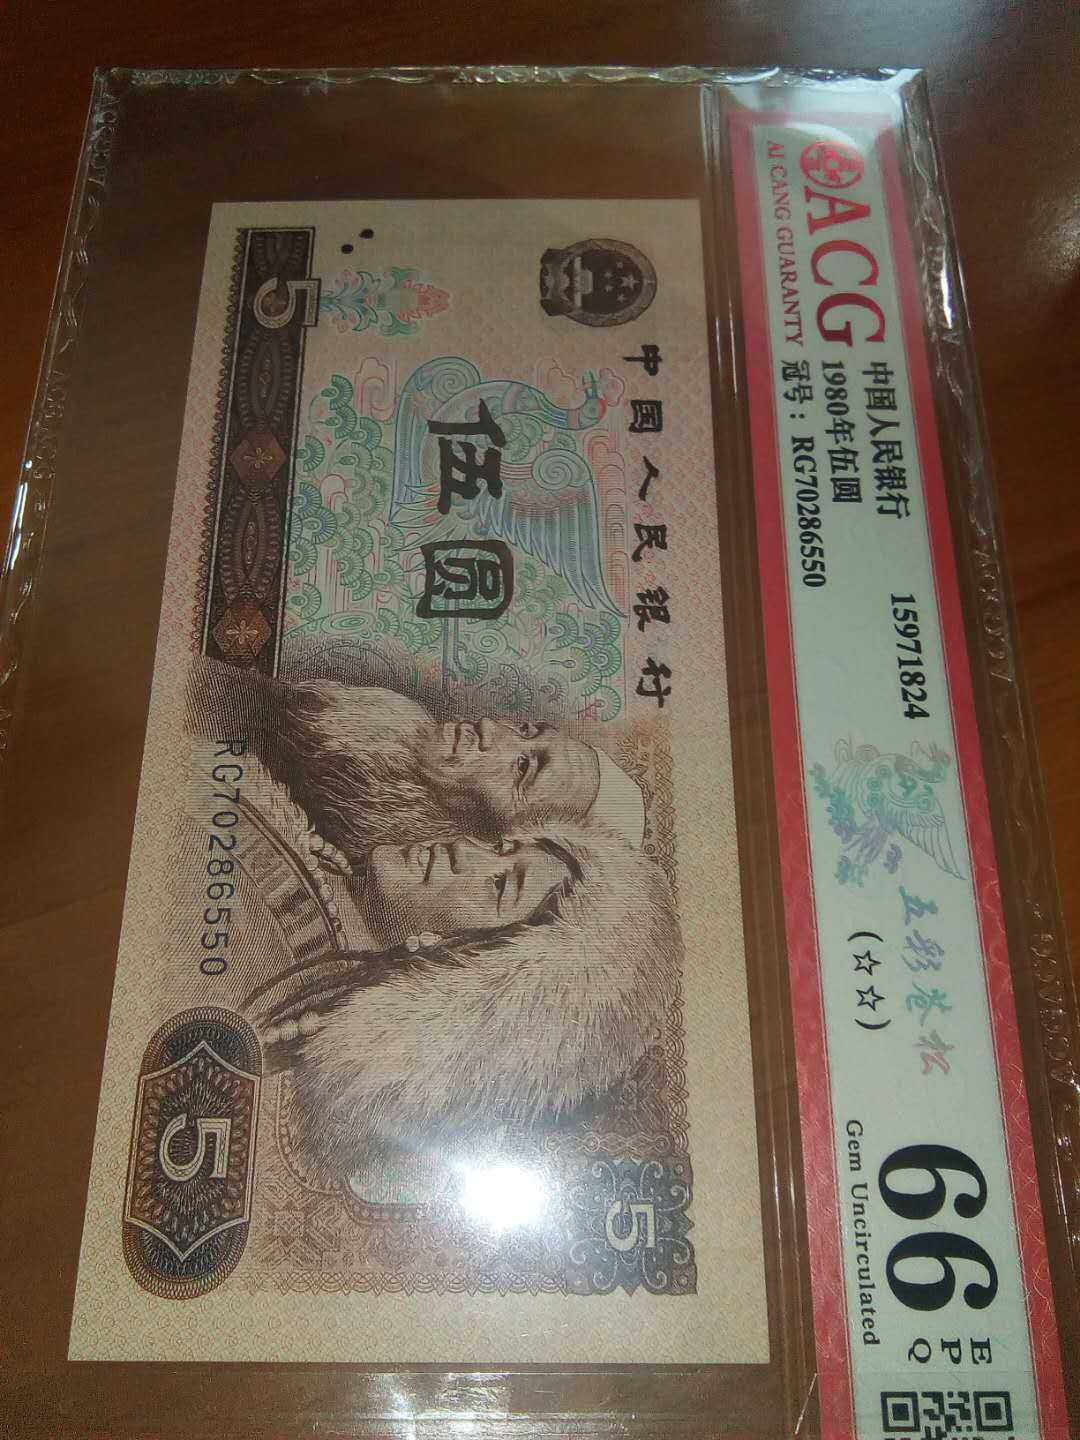 ACG
AI CANG GUARANTY
中国人民银行
1980年伍圆
冠号：RG70286550
15971824
五彩苍松
(☆☆)
66
EPQ
Gem Uncirculated
中国人民银行
伍圆
5
RG70286550
5
5